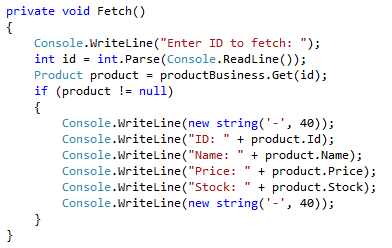 private void Fetch()
{
    Console.WriteLine("Enter ID to fetch: ");
    int id = int.Parse(Console.ReadLine());
    Product product = productBusiness.Get(id);
    if (product != null)
    {
        Console.WriteLine(new string('-', 40));
        Console.WriteLine("ID: " + product.Id);
        Console.WriteLine("Name: " + product.Name);
        Console.WriteLine("Price: " + product.Price);
        Console.WriteLine("Stock: " + product.Stock);
        Console.WriteLine(new string('-', 40));
    }
}